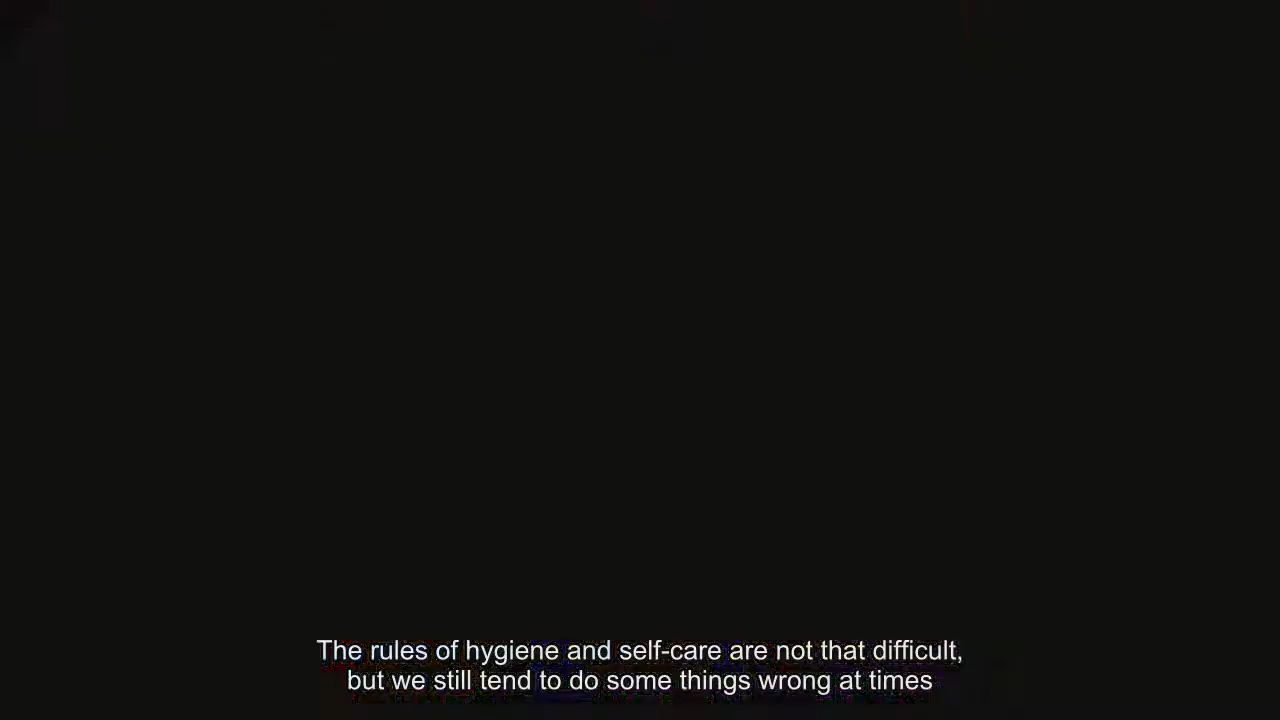 The rules of hygiene and self-care are not that difficult,
but we still tend to do some things wrong at times